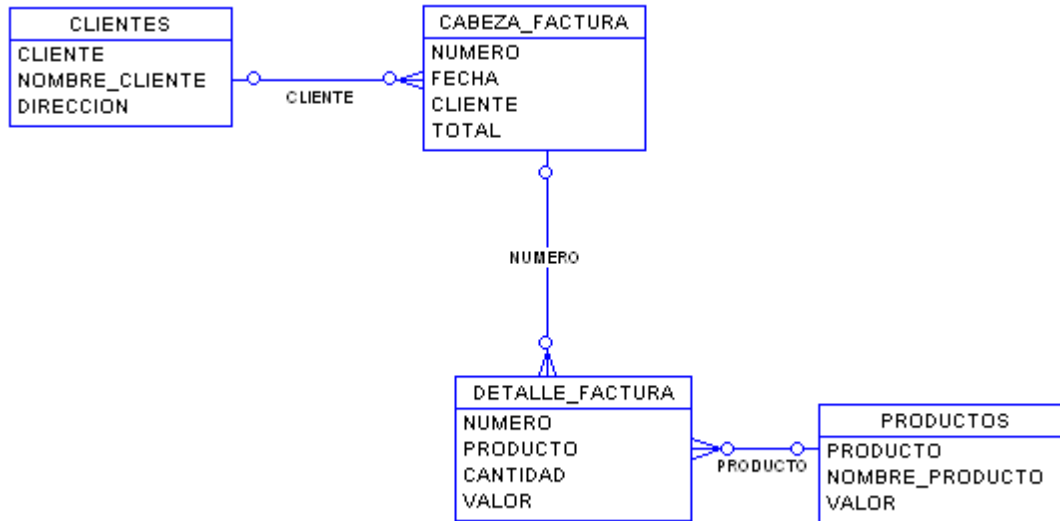 CLIENTES
CLIENTE
NOMBRE_CLIENTE
DIRECCION
CLIENTE
CABEZA_FACTURA
NUMERO
FECHA
CLIENTE
TOTAL
NUMERO
DETALLE_FACTURA
NUMERO
PRODUCTO
CANTIDAD
VALOR
PRODUCTO
PRODUCTOS
PRODUCTO
NOMBRE_PRODUCTO
VALOR